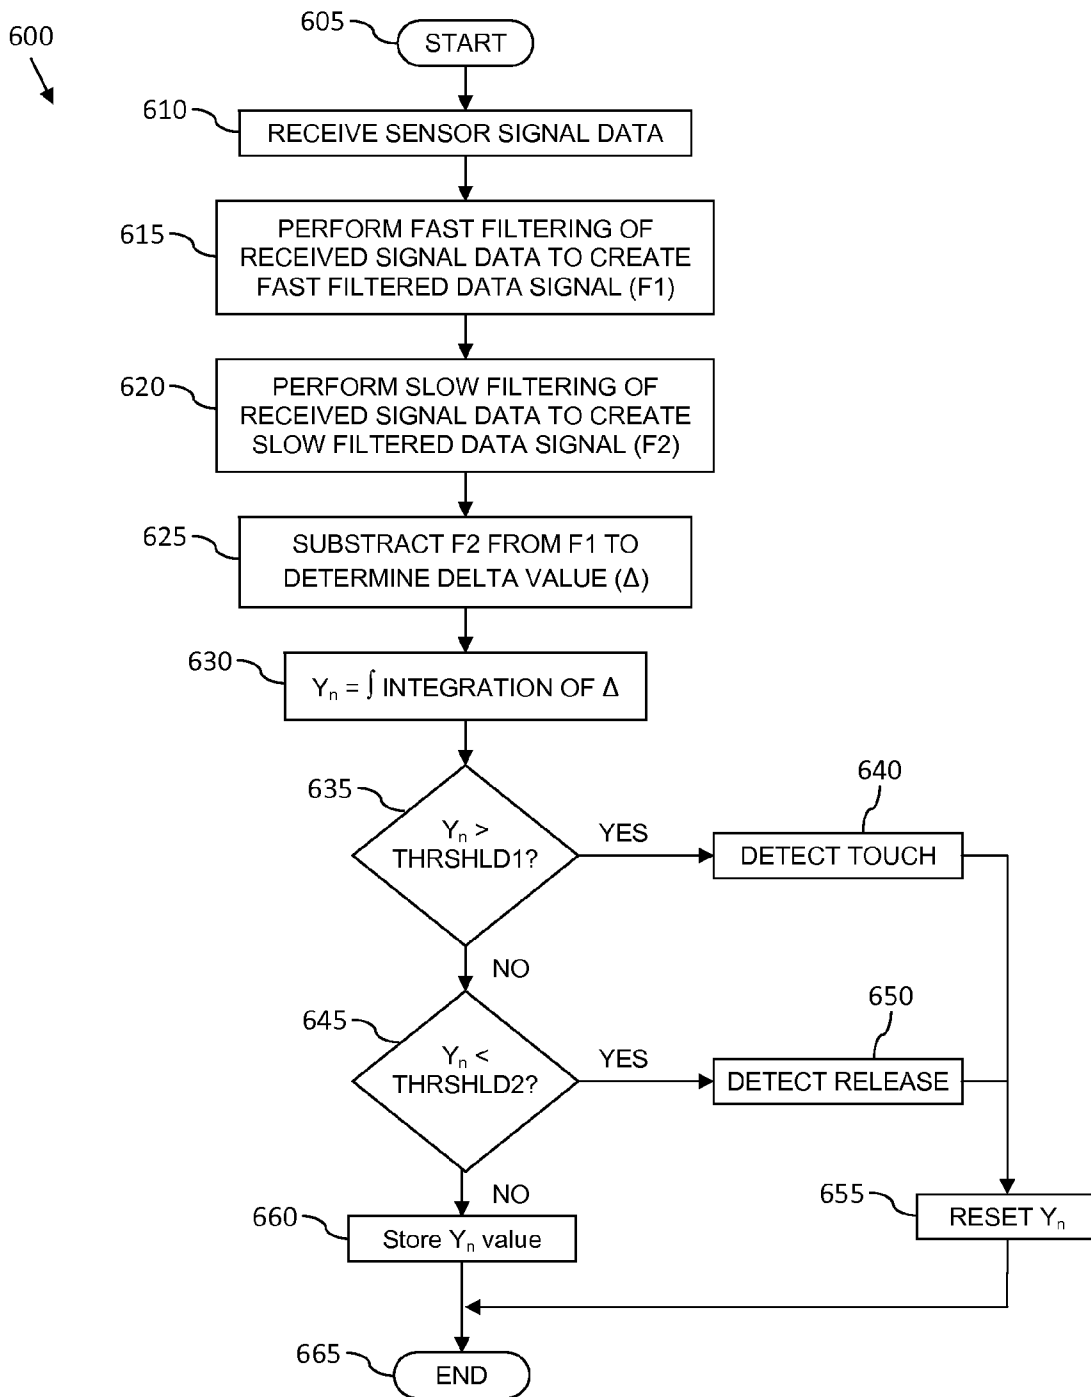 600
605
START
610
RECEIVE SENSOR SIGNAL DATA
615
PERFORM FAST FILTERING OF
RECEIVED SIGNAL DATA TO CREATE
FAST FILTERED DATA SIGNAL (F1)
620
PERFORM SLOW FILTERING OF
RECEIVED SIGNAL DATA TO CREATE
SLOW FILTERED DATA SIGNAL (F2)
625
SUBSTRACT F2 FROM F1 TO
DETERMINE DELTA VALUE (Δ)
630
Yₙ = ∫ INTEGRATION OF Δ
635
Yₙ >
THRSHLD1?
YES
640
DETECT TOUCH
NO
645
Yₙ <
THRSHLD2?
YES
650
DETECT RELEASE
NO
655
RESET Yₙ
660
Store Yₙ value
665
END